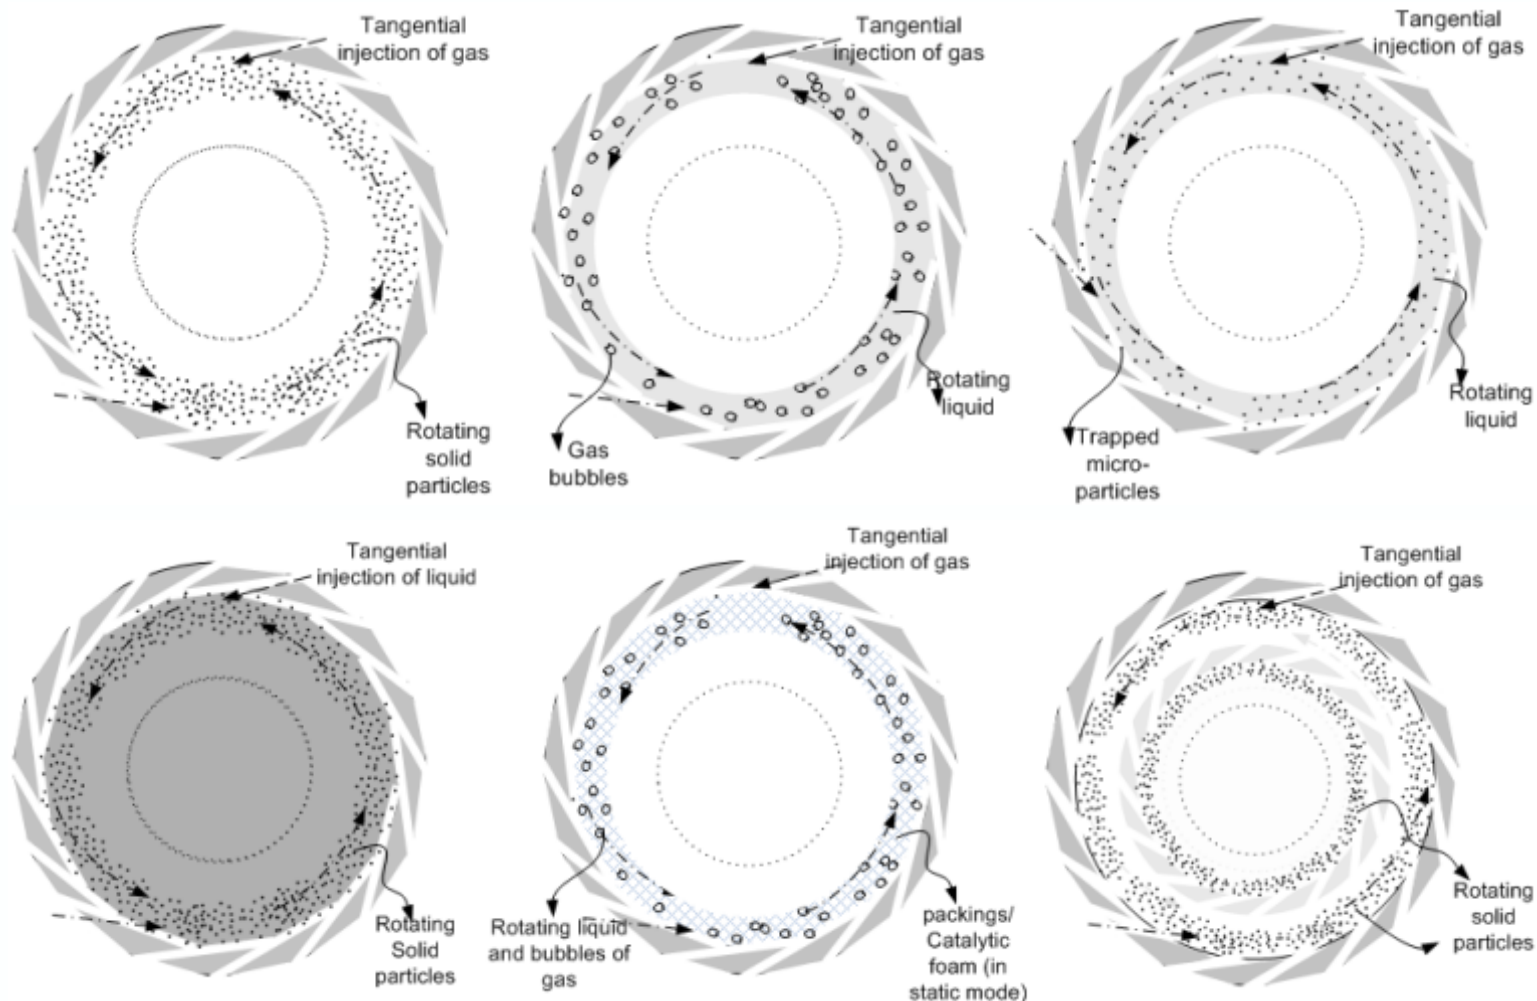 Tangential
injection of gas
Rotating
solid
particles
Tangential
injection of gas
Rotating
liquid
Gas
bubbles
Tangential
injection of gas
Rotating
liquid
Trapped
micro-
particles
Tangential
injection of liquid
Rotating
Solid
particles
Tangential
injection of gas
Rotating liquid
and bubbles of
gas
packings/
Catalytic
foam (in
static mode)
Tangential
injection of gas
Rotating
solid
particles